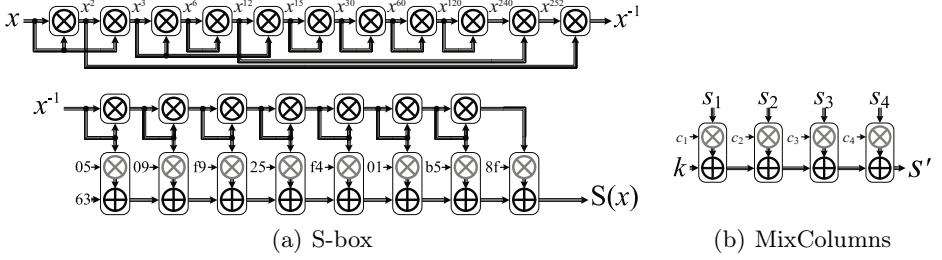 x x² x³ x⁶ x¹² x¹⁵ x³⁰ x⁶⁰ x¹²⁰ x²⁴⁰ x²⁵² x⁻¹
x⁻¹
s₁ s₂ s₃ s₄
05 09 f9 25 f4 01 b5 8f
c₁ c₂ c₃ c₄
63 S(x)
k s′
(a) S-box (b) MixColumns